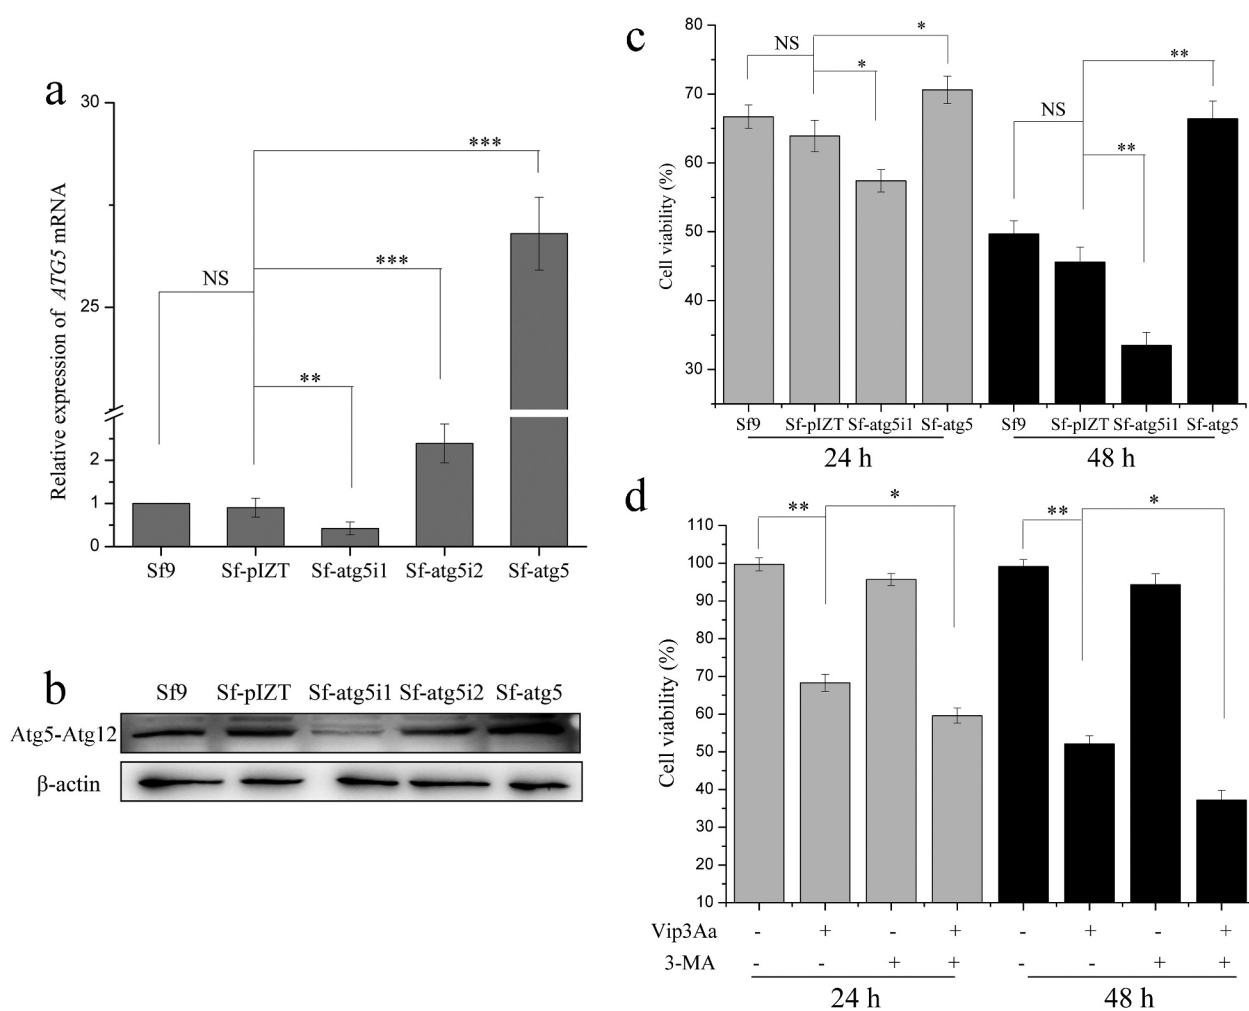 a
30
25
2
1
0
Relative expression of ATG5 mRNA
NS
**
***
***
Sf9 Sf-pIZT Sf-atg5i1 Sf-atg5i2 Sf-atg5
b
Sf9 Sf-pIZT Sf-atg5i1 Sf-atg5i2 Sf-atg5
Atg5-Atg12
β-actin
c
80
70
60
50
40
30
Cell viability (%)
NS
*
*
NS
**
**
Sf9 Sf-pIZT Sf-atg5i1 Sf-atg5 Sf9 Sf-pIZT Sf-atg5i1 Sf-atg5
24 h 48 h
d
110
100
90
80
70
60
50
40
30
20
10
Cell viability (%)
** * ** *
Vip3Aa - + - + - + - +
3-MA - - + + - - + +
24 h 48 h